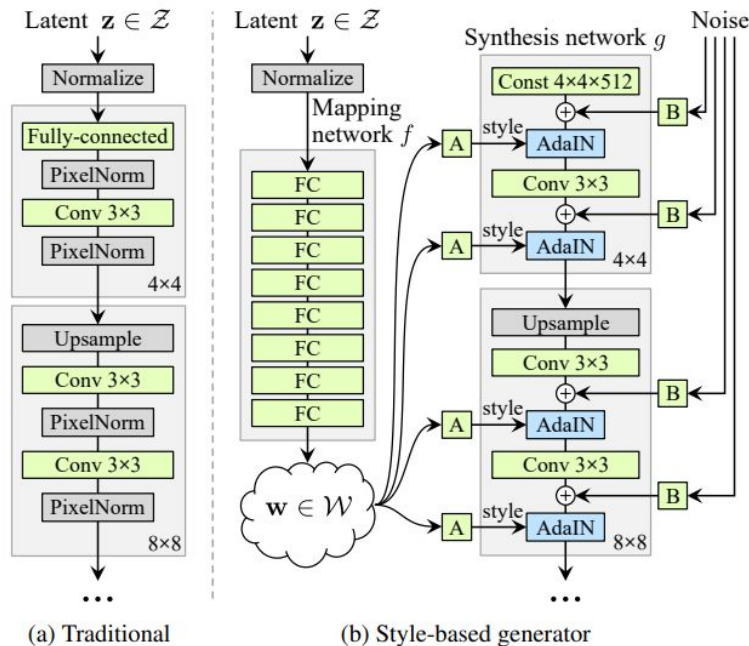 Latent z ∈ 𝒵
Normalize
Fully-connected
PixelNorm
Conv 3×3
PixelNorm
4×4
Upsample
Conv 3×3
PixelNorm
Conv 3×3
PixelNorm
8×8
...
(a) Traditional
Latent z ∈ 𝒵
Normalize
Mapping
network f
FC
FC
FC
FC
FC
FC
FC
FC
w ∈ 𝒲
A
style
A
style
A
style
A
style
Synthesis network g
Const 4×4×512
AdaIN
Conv 3×3
AdaIN
4×4
Upsample
Conv 3×3
AdaIN
Conv 3×3
AdaIN
8×8
...
Noise
B
B
B
B
(b) Style-based generator